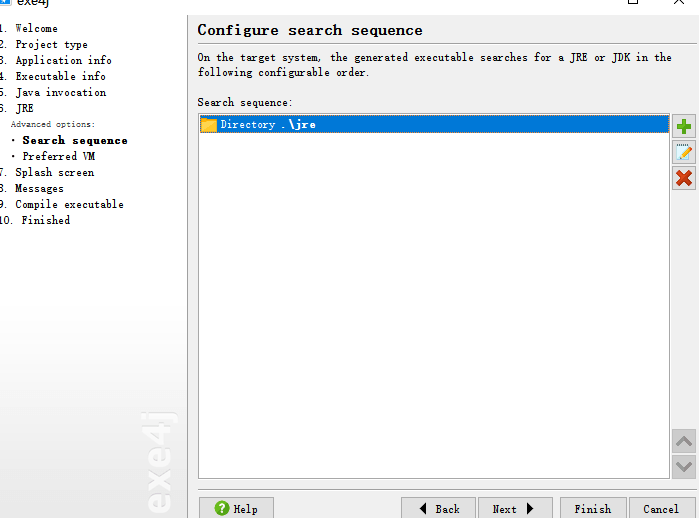 exe4j
1. Welcome
2. Project type
3. Application info
4. Executable info
5. Java invocation
6. JRE
Advanced options:
· Search sequence
· Preferred VM
7. Splash screen
8. Messages
9. Compile executable
10. Finished
exe4j
Configure search sequence
On the target system, the generated executable searches for a JRE or JDK in the
following configurable order.
Search sequence:
Directory .\jre
Help
Back
Next
Finish
Cancel